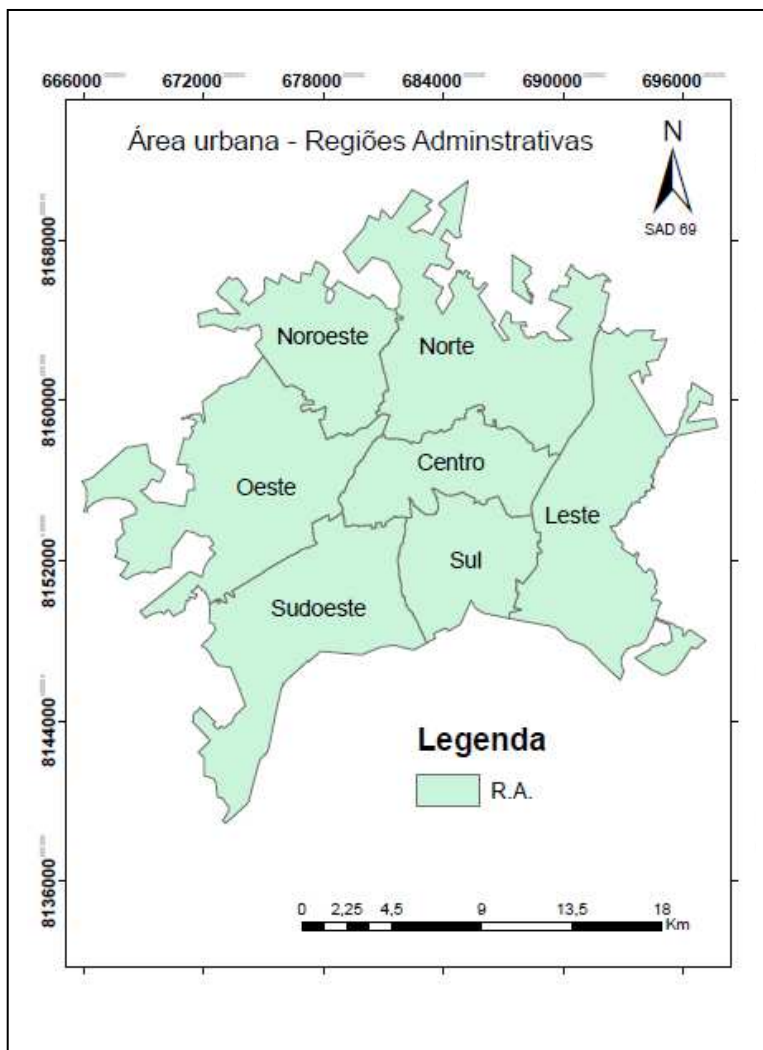 666000 672000 678000 684000 690000 696000
Área urbana - Regiões Adminstrativas
N
SAD 69
8168000
8160000
8152000
8144000
8136000
Noroeste
Norte
Centro
Oeste
Leste
Sul
Sudoeste
Legenda
R.A.
0 2,25 4,5 9 13,5 18
Km